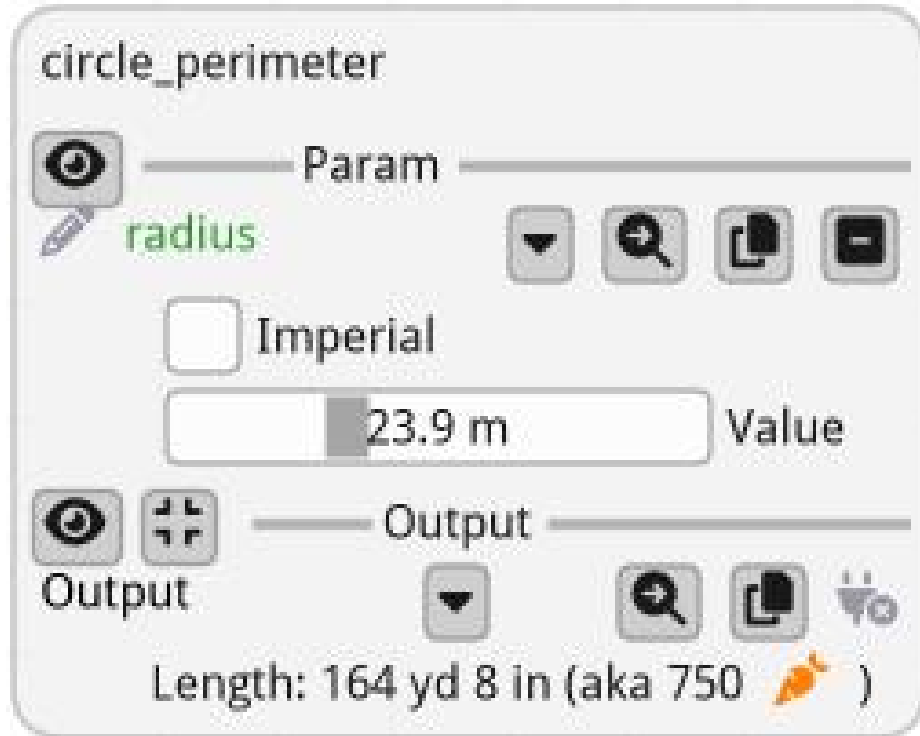 circle_perimeter
Param
radius
Imperial
23.9 m Value
Output
Output
Length: 164 yd 8 in (aka 750 🥕 )